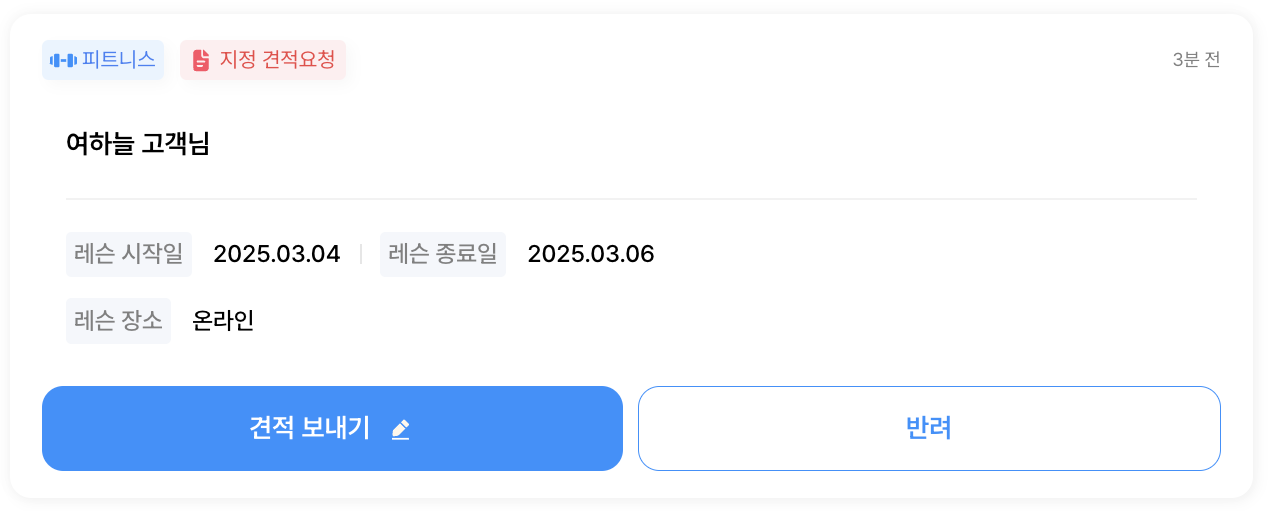 피트니스 지정 견적요청 3분 전
여하늘 고객님
레슨 시작일 2025.03.04 레슨 종료일 2025.03.06
레슨 장소 온라인
견적 보내기 반려